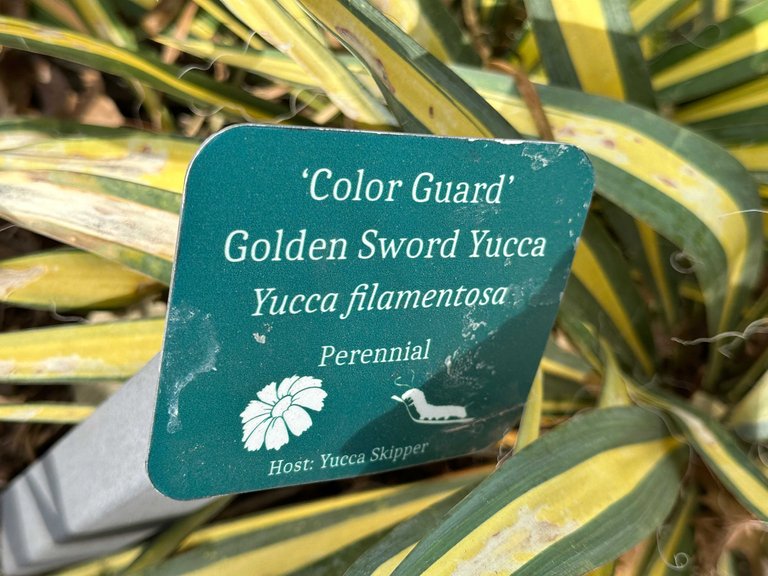 ‘Color Guard’
Golden Sword Yucca
Yucca filamentosa
Perennial
Host: Yucca Skipper